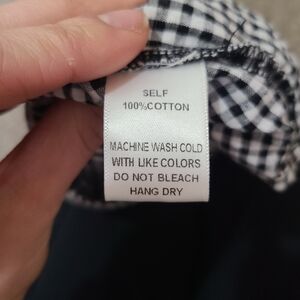 SELF
100%COTTON
MACHINE WASH COLD
WITH LIKE COLORS
DO NOT BLEACH
HANG DRY